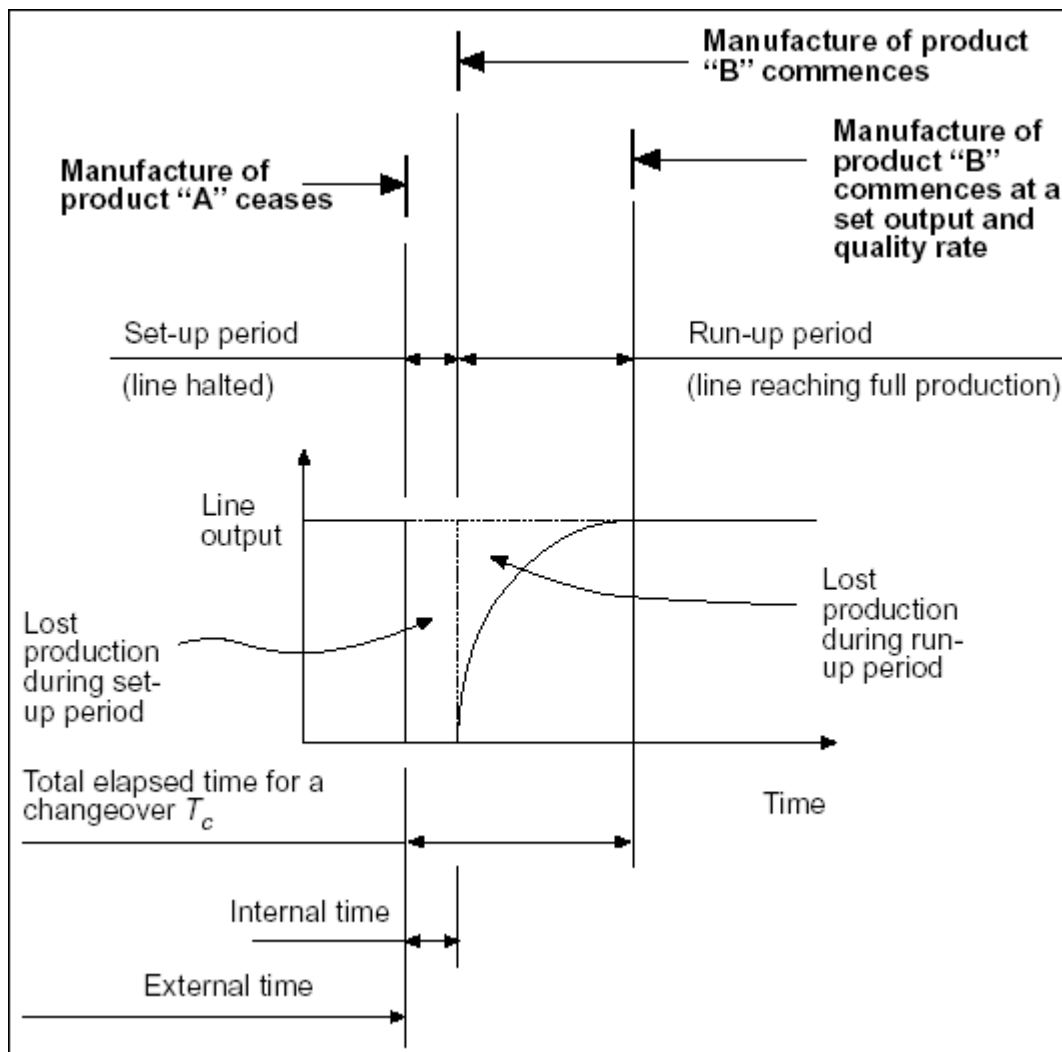 Manufacture of product
“B” commences
Manufacture of
product “B”
commences at a
set output and
quality rate
Manufacture of
product “A” ceases
Set-up period
(line halted)
Run-up period
(line reaching full production)
Line
output
Lost
production
during set-
up period
Lost
production
during run-
up period
Total elapsed time for a
changeover Tc
Time
Internal time
External time